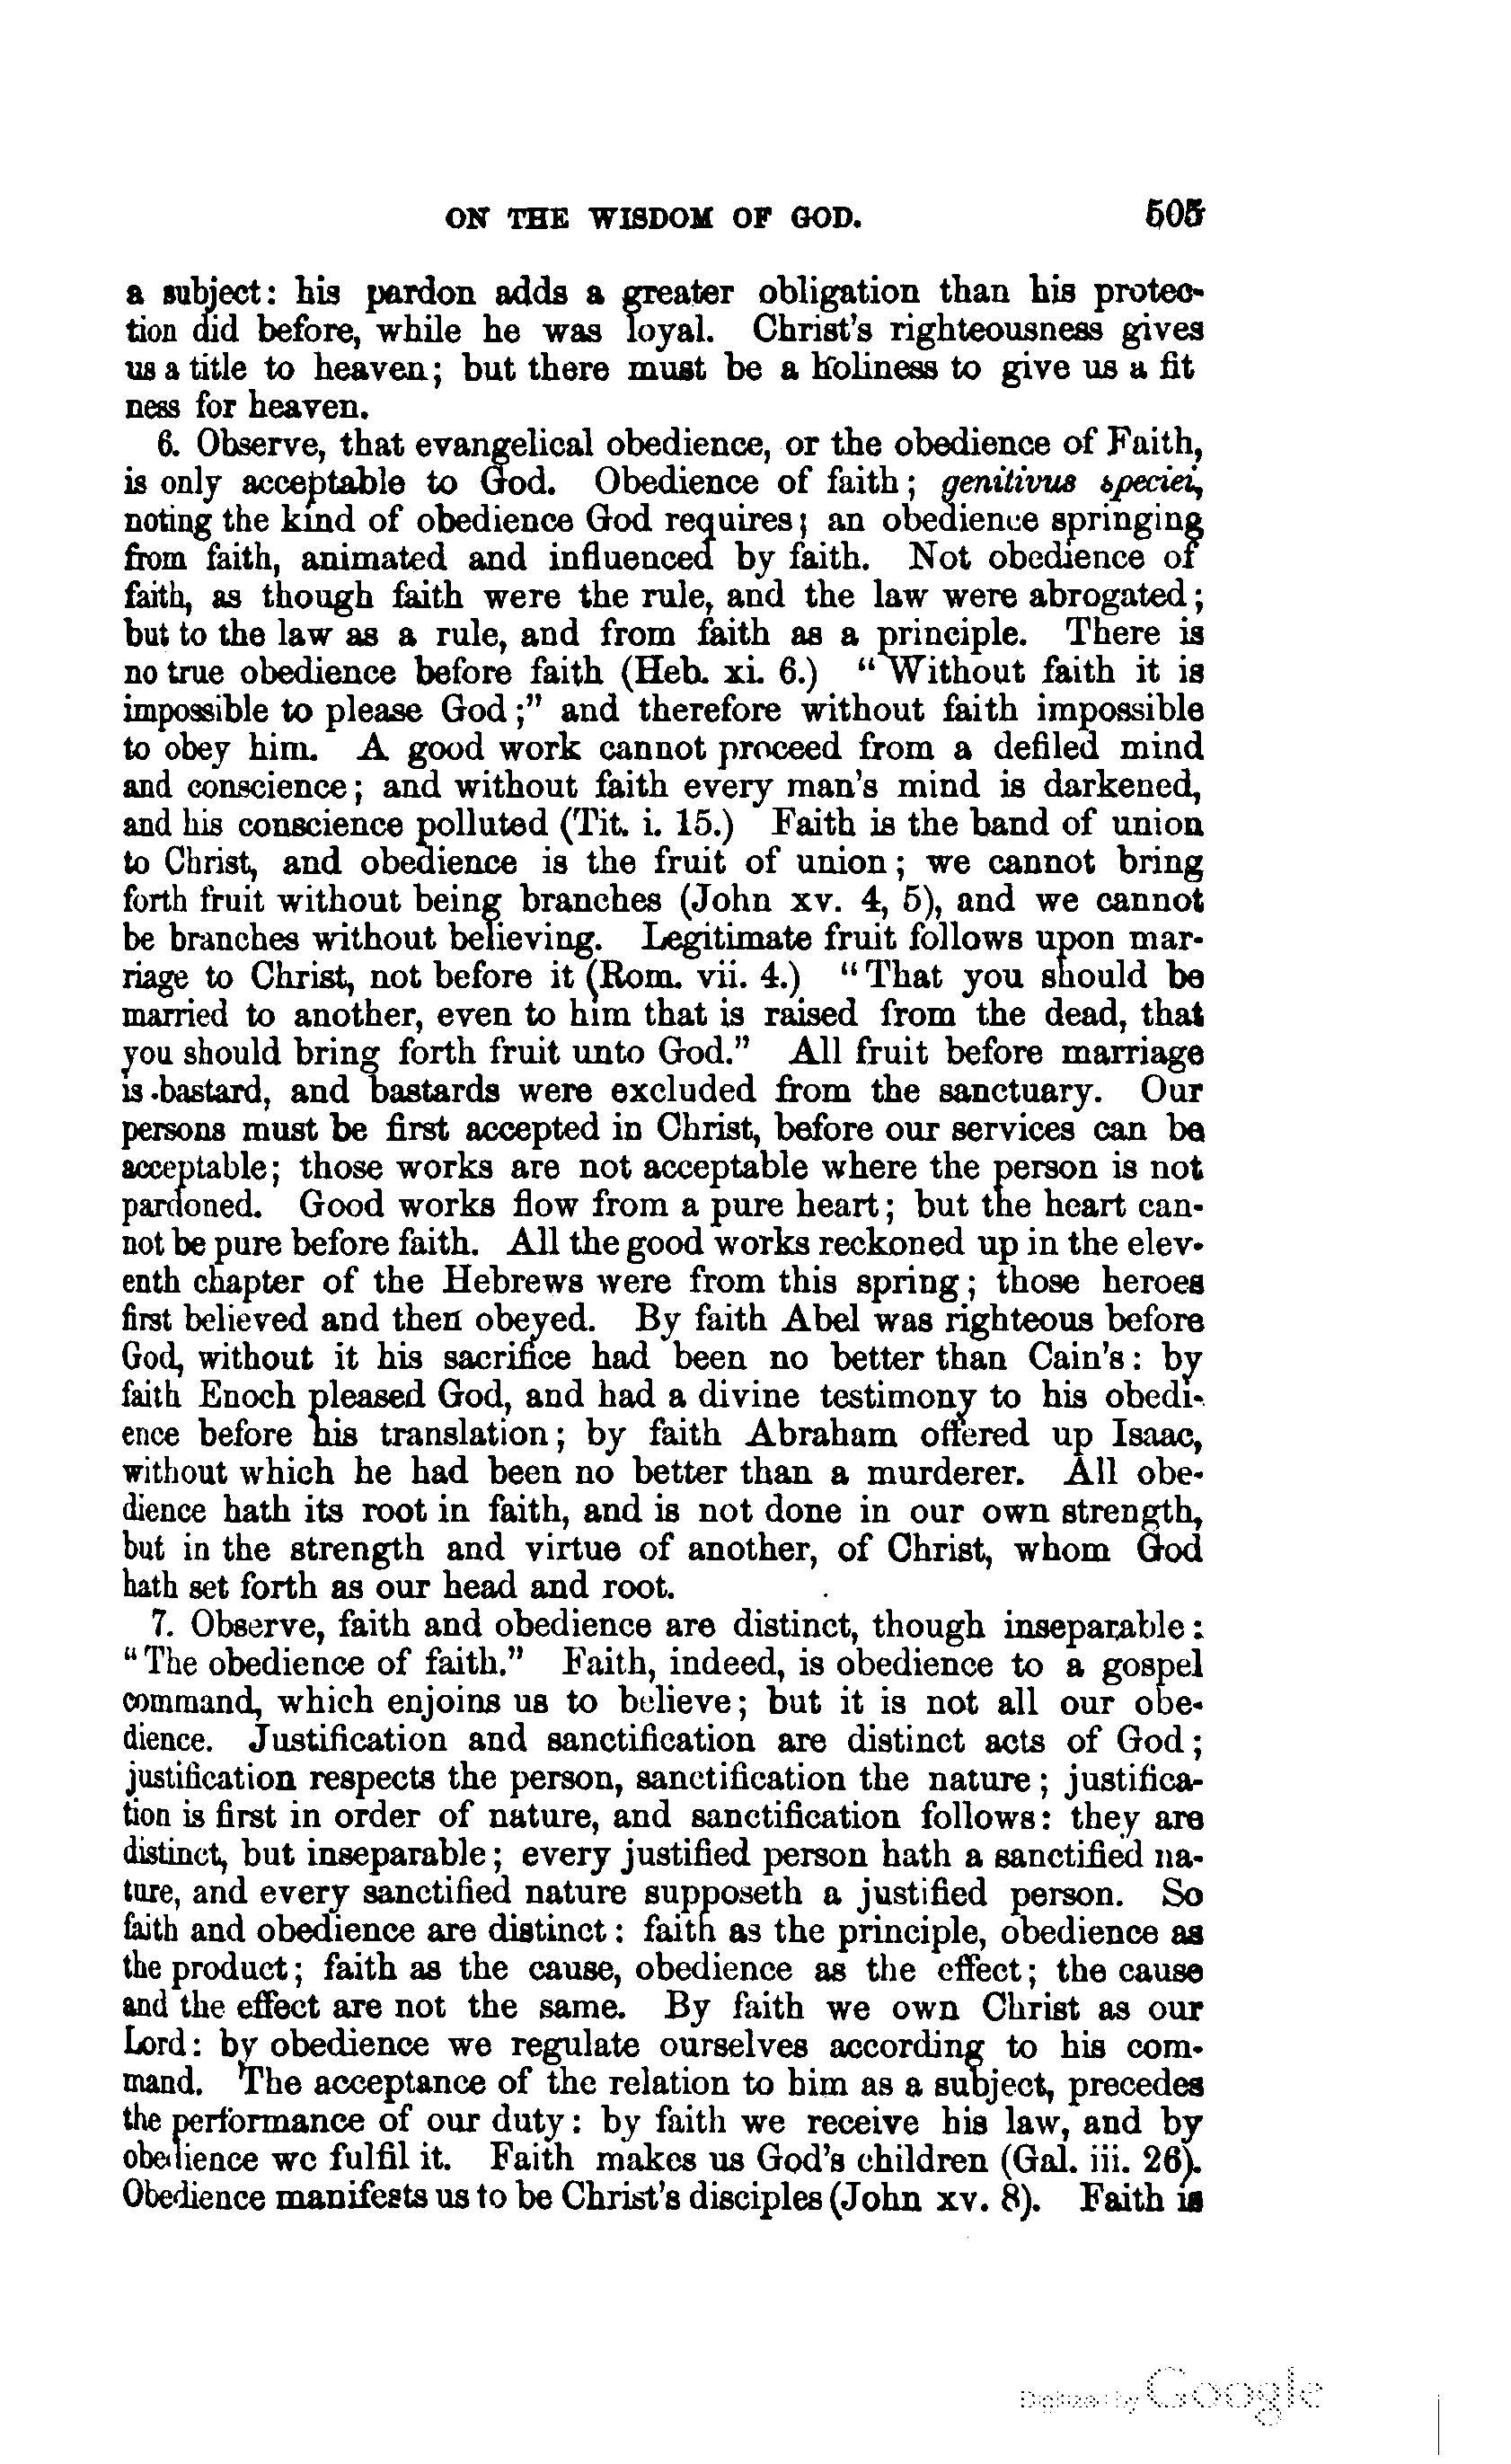 ON THE WISDOM OF GOD. 505
a subject: his pardon adds a greater obligation than his protec-
tion did before, while he was loyal. Christ's righteousness gives
us a title to heaven; but there must be a holiness to give us a fit
ness for heaven.
6. Observe, that evangelical obedience, or the obedience of Faith,
is only acceptable to God. Obedience of faith; genitivus speciei,
noting the kind of obedience God requires; an obedience springing
from faith, animated and influenced by faith. Not obedience of
faith, as though faith were the rule, and the law were abrogated;
but to the law as a rule, and from faith as a principle. There is
no true obedience before faith (Heb. xi. 6.) "Without faith it is
impossible to please God;" and therefore without faith impossible
to obey him. A good work cannot proceed from a defiled mind
and conscience; and without faith every man's mind is darkened,
and his conscience polluted (Tit. i. 15.) Faith is the band of union
to Christ, and obedience is the fruit of union; we cannot bring
forth fruit without being branches (John xv. 4, 5), and we cannot
be branches without believing. Legitimate fruit follows upon mar-
riage to Christ, not before it (Rom. vii. 4.) "That you should be
married to another, even to him that is raised from the dead, that
you should bring forth fruit unto God." All fruit before marriage
is bastard, and bastards were excluded from the sanctuary. Our
persons must be first accepted in Christ, before our services can be
acceptable; those works are not acceptable where the person is not
pardoned. Good works flow from a pure heart; but the heart can-
not be pure before faith. All the good works reckoned up in the elev-
enth chapter of the Hebrews were from this spring; those heroes
first believed and then obeyed. By faith Abel was righteous before
God, without it his sacrifice had been no better than Cain's: by
faith Enoch pleased God, and had a divine testimony to his obedi-
ence before his translation; by faith Abraham offered up Isaac,
without which he had been no better than a murderer. All obe-
dience hath its root in faith, and is not done in our own strength,
but in the strength and virtue of another, of Christ, whom God
hath set forth as our head and root.
7. Observe, faith and obedience are distinct, though inseparable:
"The obedience of faith." Faith, indeed, is obedience to a gospel
command, which enjoins us to believe; but it is not all our obe-
dience. Justification and sanctification are distinct acts of God;
justification respects the person, sanctification the nature; justifica-
tion is first in order of nature, and sanctification follows: they are
distinct, but inseparable; every justified person hath a sanctified na-
ture, and every sanctified nature supposeth a justified person. So
faith and obedience are distinct: faith as the principle, obedience as
the product; faith as the cause, obedience as the effect; the cause
and the effect are not the same. By faith we own Christ as our
Lord: by obedience we regulate ourselves according to his com-
mand. The acceptance of the relation to him as a subject, precedes
the performance of our duty: by faith we receive his law, and by
obedience we fulfil it. Faith makes us God's children (Gal. iii. 26).
Obedience manifests us to be Christ's disciples (John xv. 8). Faith is
Digitized by Google